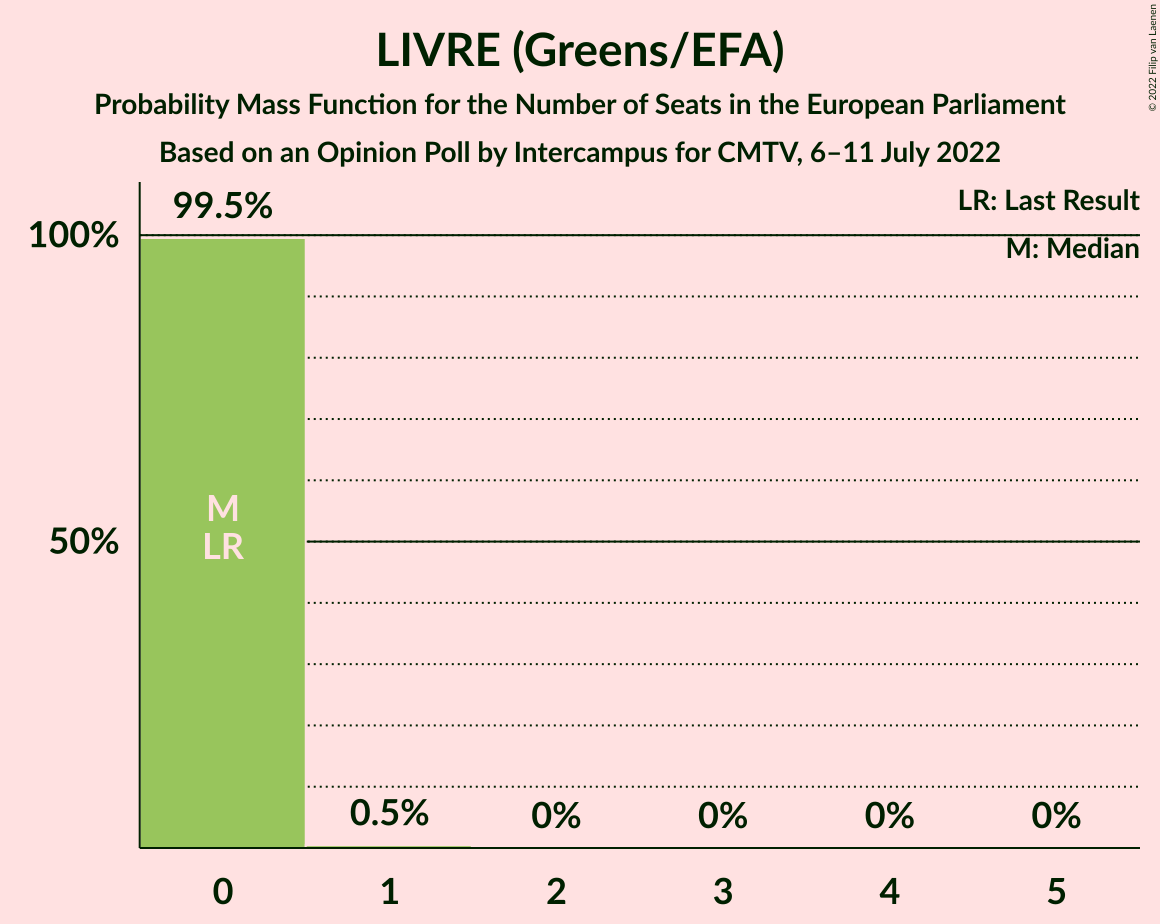 LIVRE (Greens/EFA)
Probability Mass Function for the Number of Seats in the European Parliament
Based on an Opinion Poll by Intercampus for CMTV, 6–11 July 2022
© 2022 Filip van Laenen
LR: Last Result
M: Median
99.5%
100%
M
LR
50%
0.5%
0%
0%
0%
0%
0
1
2
3
4
5